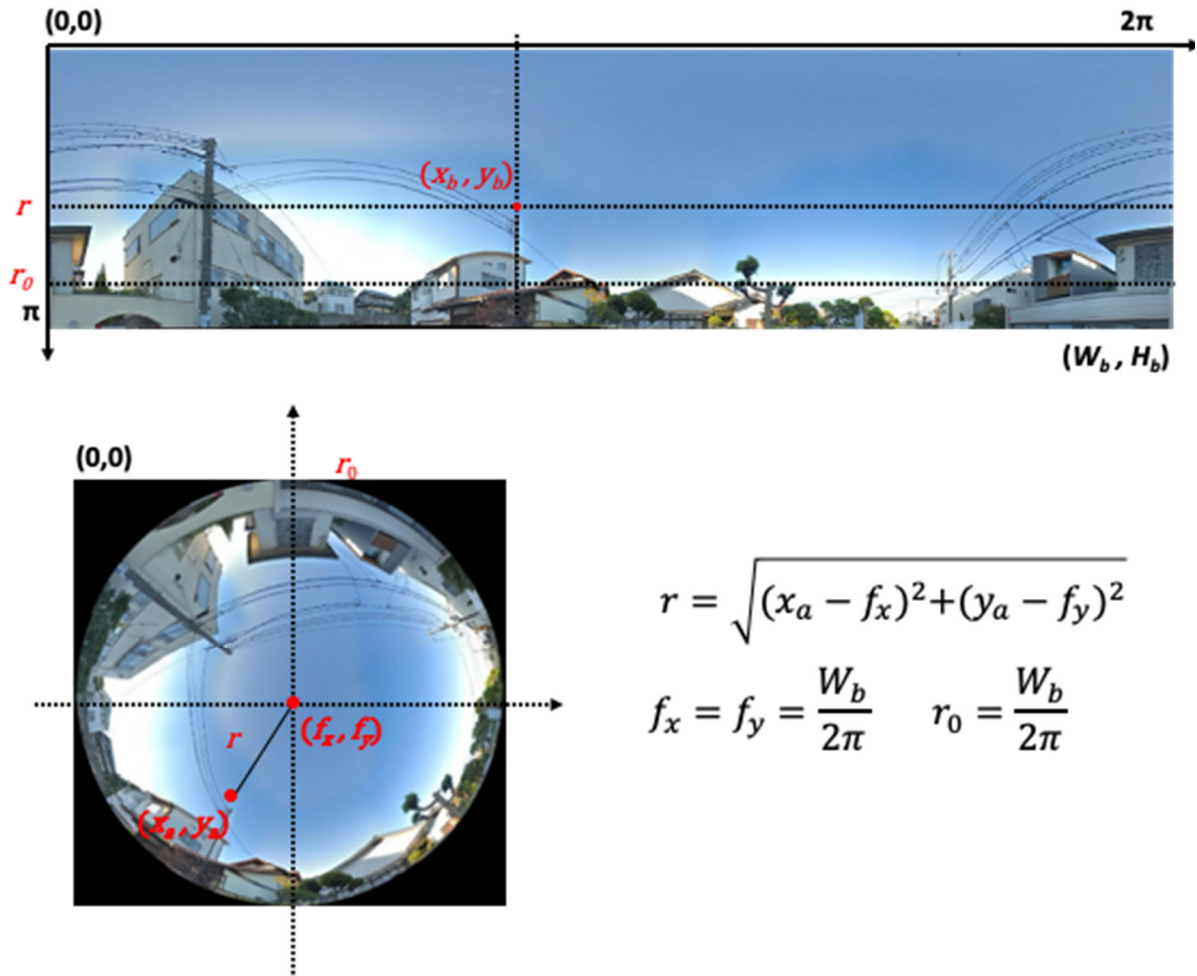 (0,0) 2π
(x_b, y_b)
r
r_0
π
(W_b, H_b)
(0,0)
r_0
r = √((x_a − f_x)²+(y_a − f_y)²)
f_x = f_y = W_b/2π r_0 = W_b/2π
(f_x, f_y)
r
(x_a, y_a)